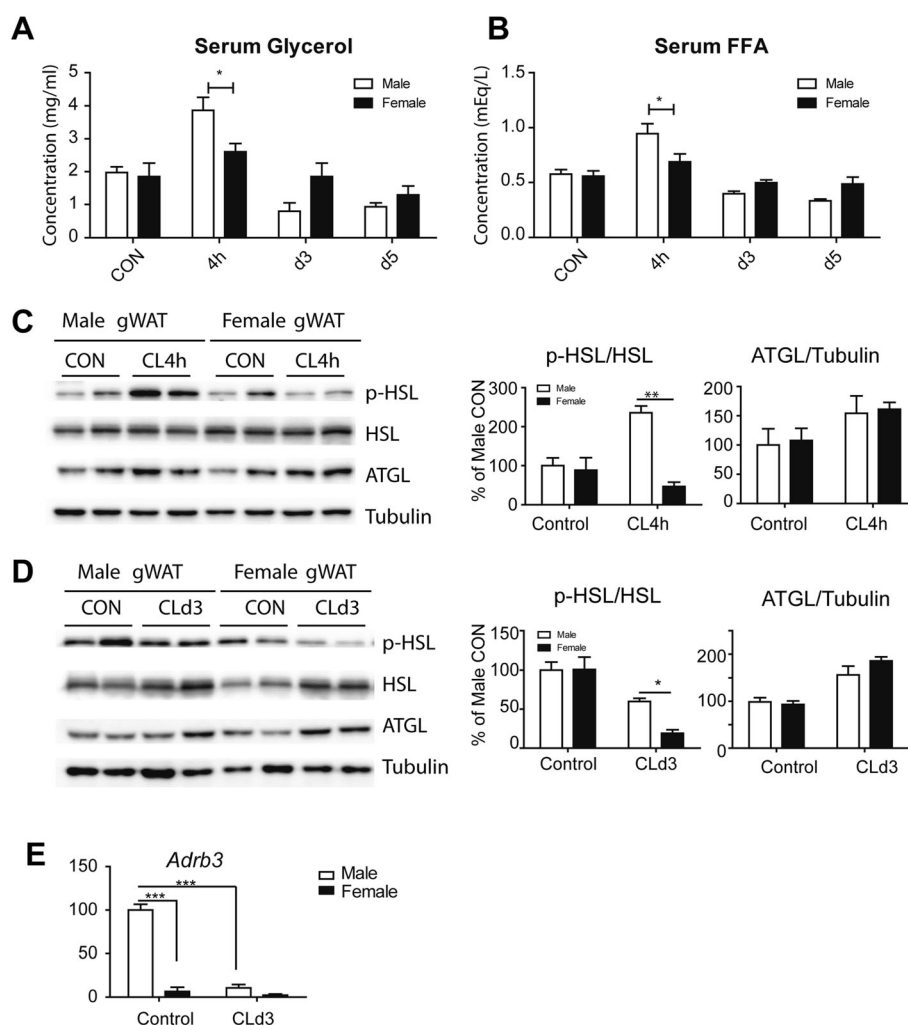 A
Serum Glycerol
Concentration (mg/ml)
5
4
3
2
1
0
*
Male
Female
CON
4h
d3
d5
B
Serum FFA
Concentration (mEq/L)
1.5
1.0
0.5
0.0
*
Male
Female
CON
4h
d3
d5
C
Male gWAT Female gWAT
CON CL4h CON CL4h
p-HSL
HSL
ATGL
Tubulin
p-HSL/HSL
% of Male CON
300
200
100
0
Male
Female
**
Control CL4h
ATGL/Tubulin
200
150
100
50
0
Control CL4h
D
Male gWAT Female gWAT
CON CLd3 CON CLd3
p-HSL
HSL
ATGL
Tubulin
p-HSL/HSL
% of Male CON
150
100
50
0
Male
Female
*
Control CLd3
ATGL/Tubulin
200
100
0
Control CLd3
E
Adrb3
150
100
50
0
***
***
Male
Female
Control CLd3